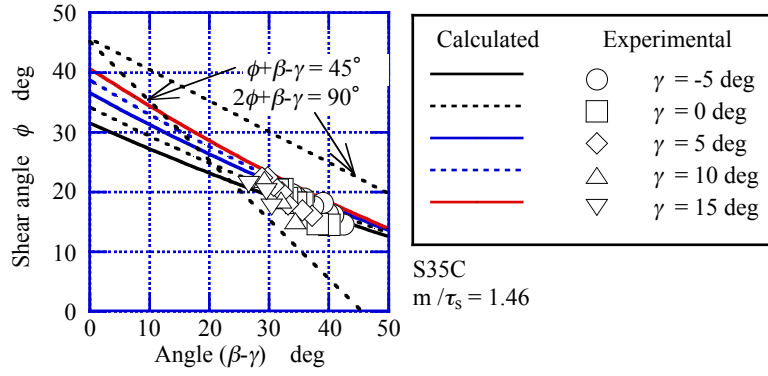 50
40
30
20
10
0
0 10 20 30 40 50
Shear angle ϕ deg
Angle (β-γ) deg
ϕ+β-γ = 45°
2ϕ+β-γ = 90°
Calculated Experimental
γ = -5 deg
γ = 0 deg
γ = 5 deg
γ = 10 deg
γ = 15 deg
S35C
m /τs = 1.46